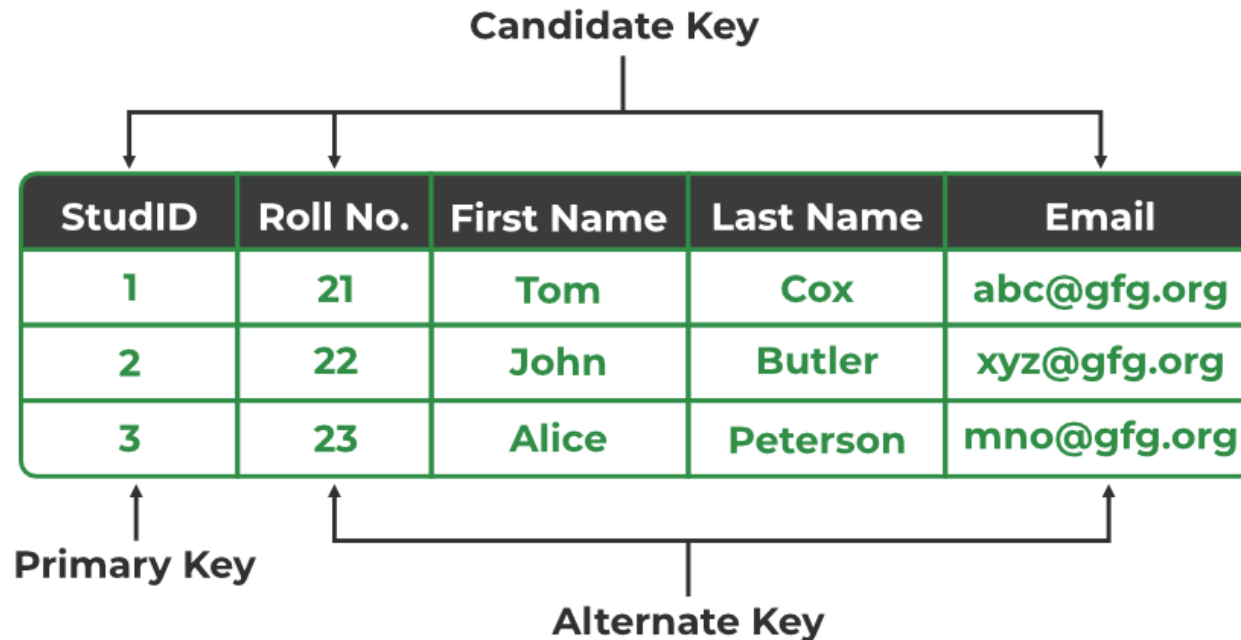 Candidate Key
StudID Roll No. First Name Last Name Email
1 21 Tom Cox abc@gfg.org
2 22 John Butler xyz@gfg.org
3 23 Alice Peterson mno@gfg.org
Primary Key
Alternate Key